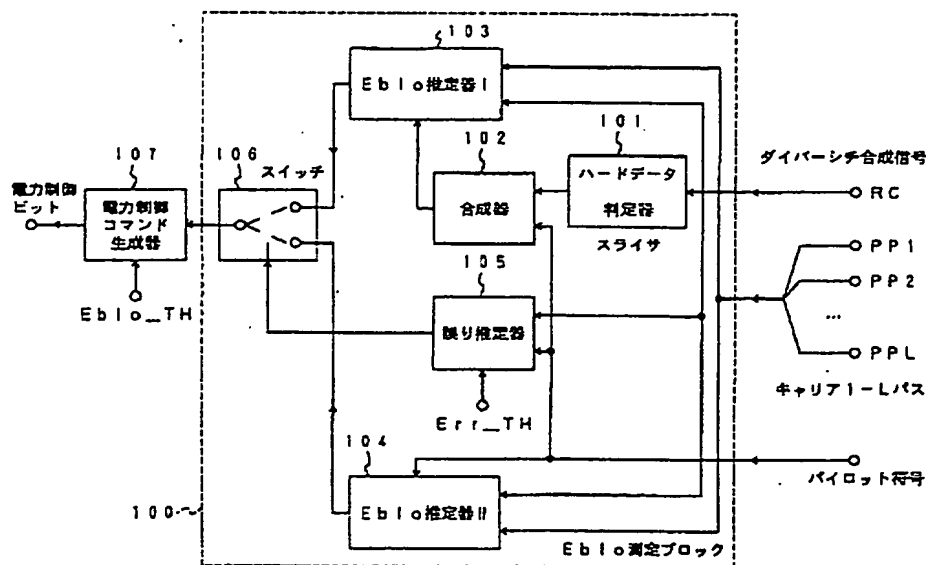 103
EbIo推定器I
107
106
スイッチ
102
101
ダイバーシチ合成信号
電力制御
ビット
電力制御
コマンド
生成器
合成器
ハードデータ
判定器
RC
スライサ
105
PP1
PP2
...
PPL
EbIo_TH
誤り推定器
キャリア1-Lパス
Err_TH
104
パイロット符号
100
EbIo推定器II
EbIo測定ブロック